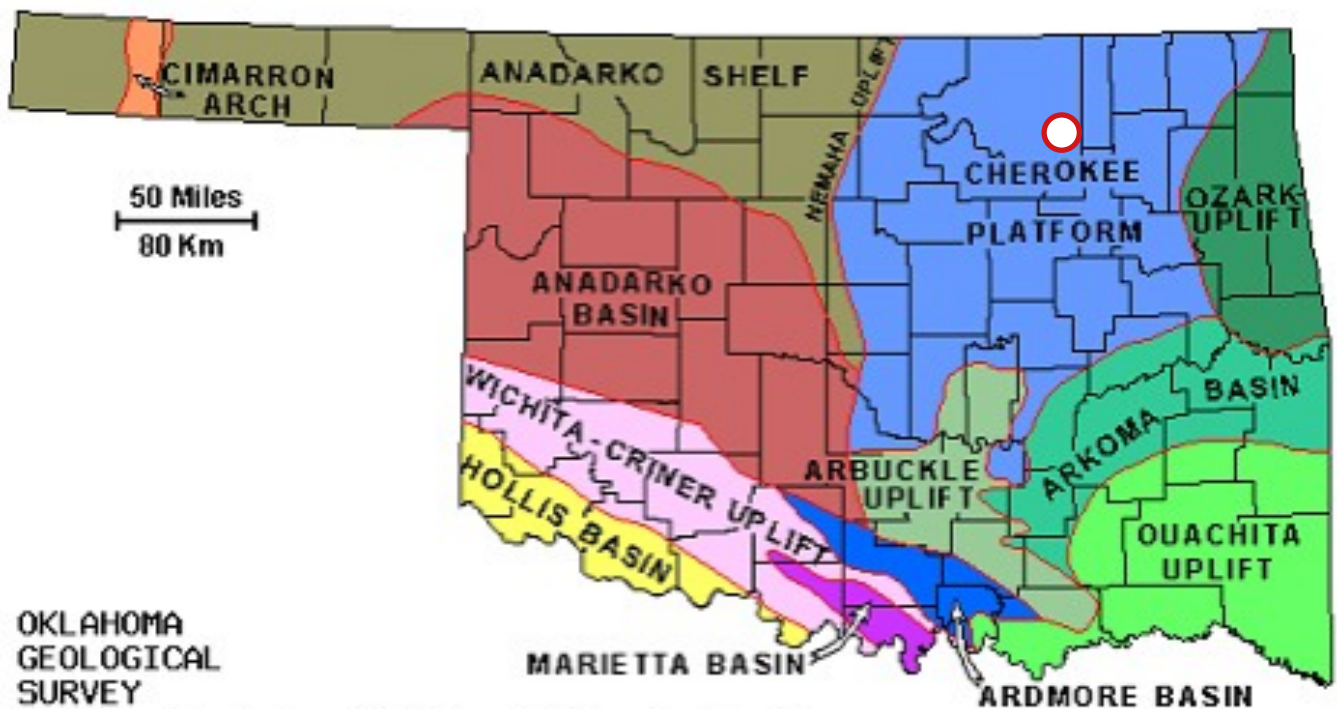 CIMARRON
ARCH
ANADARKO SHELF
NEMAHA UPLIFT
CHEROKEE
PLATFORM
OZARK
UPLIFT
50 Miles
80 Km
ANADARKO
BASIN
WICHITA-CRINER UPLIFT
HOLLIS BASIN
ARBUCKLE
UPLIFT
ARKOMA BASIN
OUACHITA
UPLIFT
MARIETTA BASIN
ARDMORE BASIN
OKLAHOMA
GEOLOGICAL
SURVEY